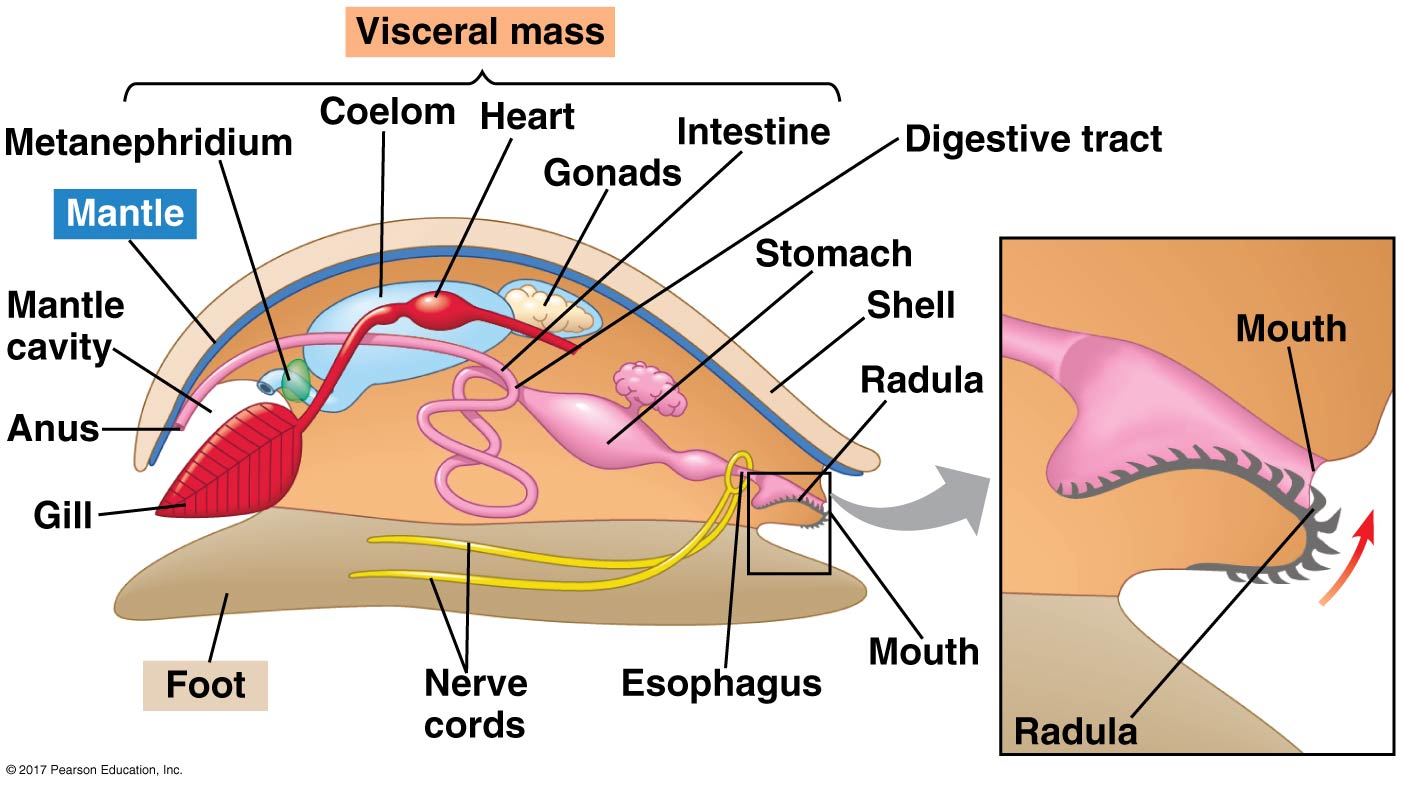 Visceral mass
Coelom
Heart
Metanephridium
Intestine
Digestive tract
Gonads
Mantle
Stomach
Mantle
cavity
Shell
Mouth
Radula
Anus
Gill
Foot
Nerve
cords
Esophagus
Mouth
Radula
© 2017 Pearson Education, Inc.